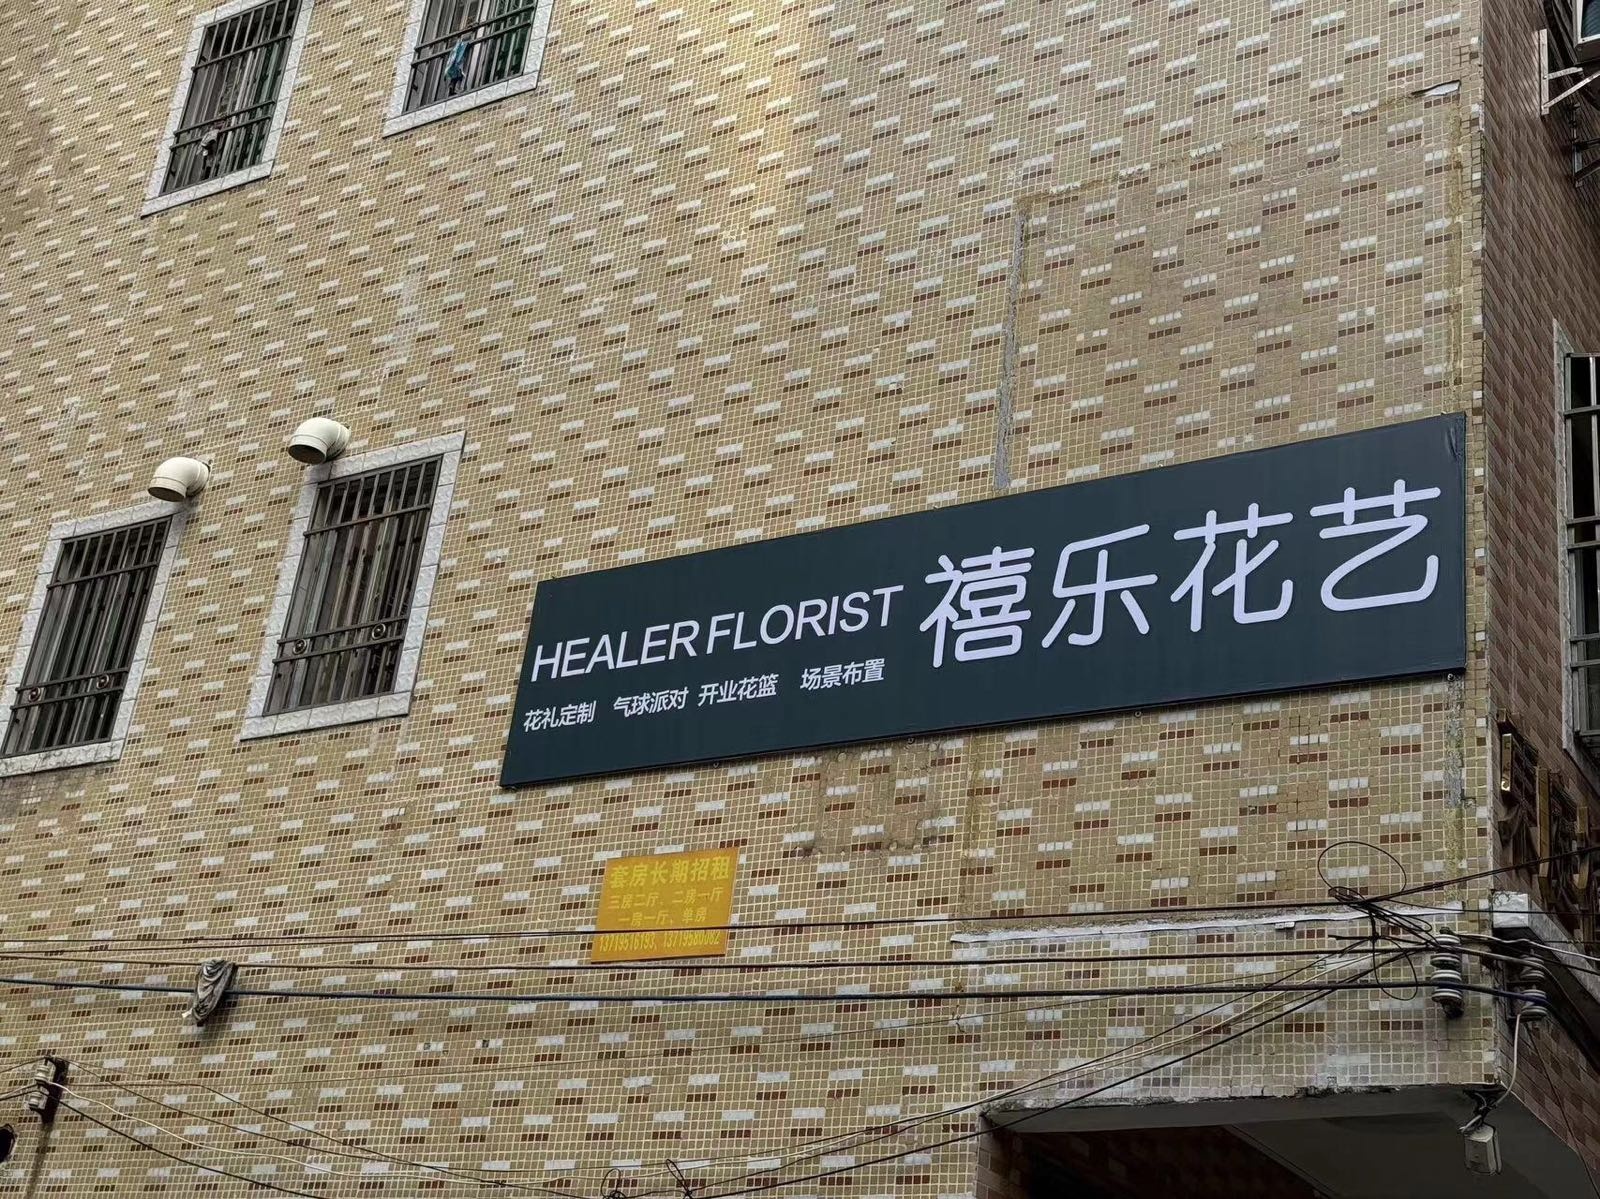 HEALER FLORIST 禧乐花艺
花礼定制 气球派对 开业花篮 场景布置
套房长期招租
三房二厅、二房一厅
一房一厅、单房